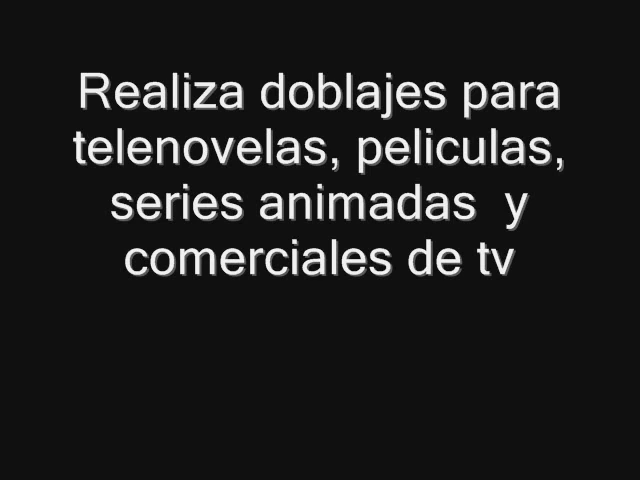 Realiza doblajes para
telenovelas, peliculas,
series animadas  y
comerciales de tv